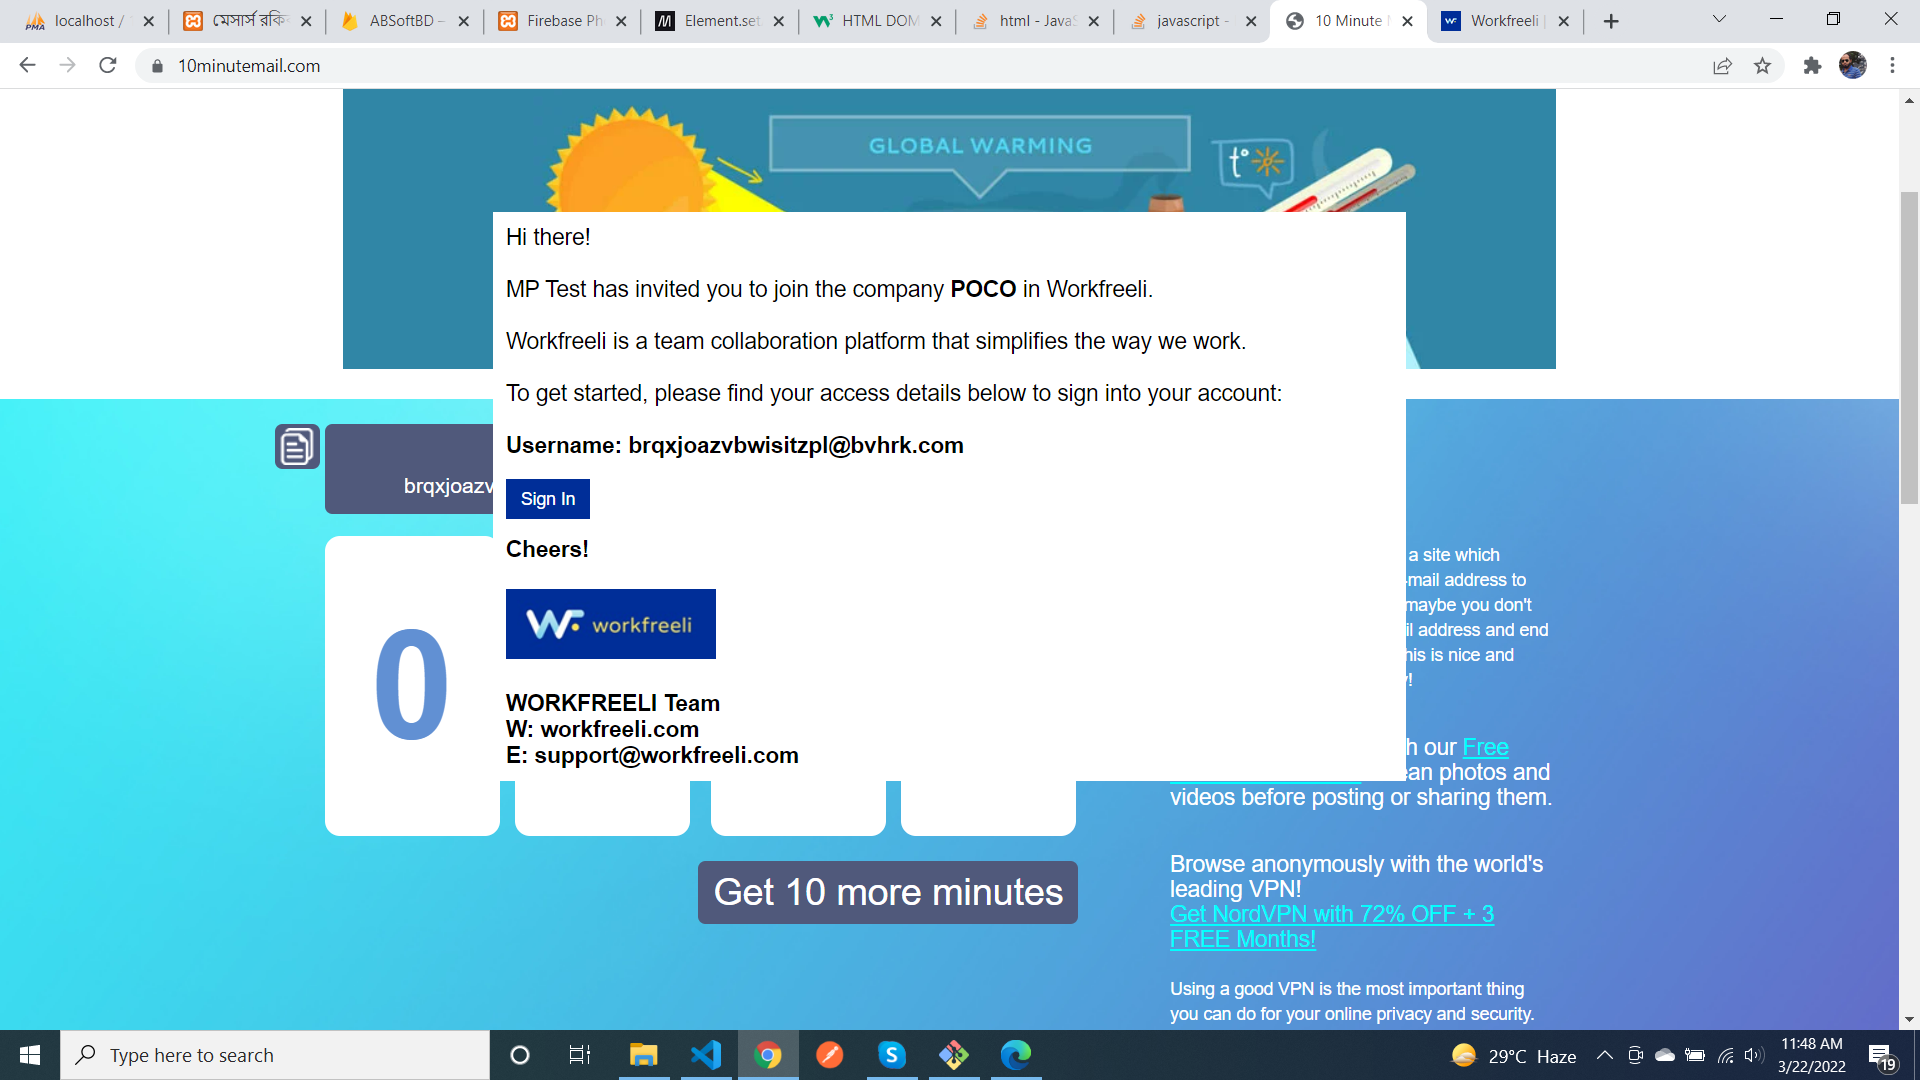 localhost /
মেসার্স রকি
ABSoftBD –
Firebase Ph
Element.set
HTML DOM
html - JavaS
javascript -
10 Minute M
Workfreeli |
10minutemail.com
GLOBAL WARMING
t°
Hi there!
MP Test has invited you to join the company POCO in Workfreeli.
Workfreeli is a team collaboration platform that simplifies the way we work.
To get started, please find your access details below to sign into your account:
Username: brqxjoazvbwisitzpl@bvhrk.com
Sign In
Cheers!
workfreeli
WORKFREELI Team
W: workfreeli.com
E: support@workfreeli.com
brqxjoazv
0
a site which
-mail address to
maybe you don't
il address and end
his is nice and
y!
h our Free
ean photos and
videos before posting or sharing them.
Get 10 more minutes
Browse anonymously with the world's
leading VPN!
Get NordVPN with 72% OFF + 3
FREE Months!
Using a good VPN is the most important thing
you can do for your online privacy and security.
Type here to search
29°C Haze
11:48 AM
3/22/2022
19